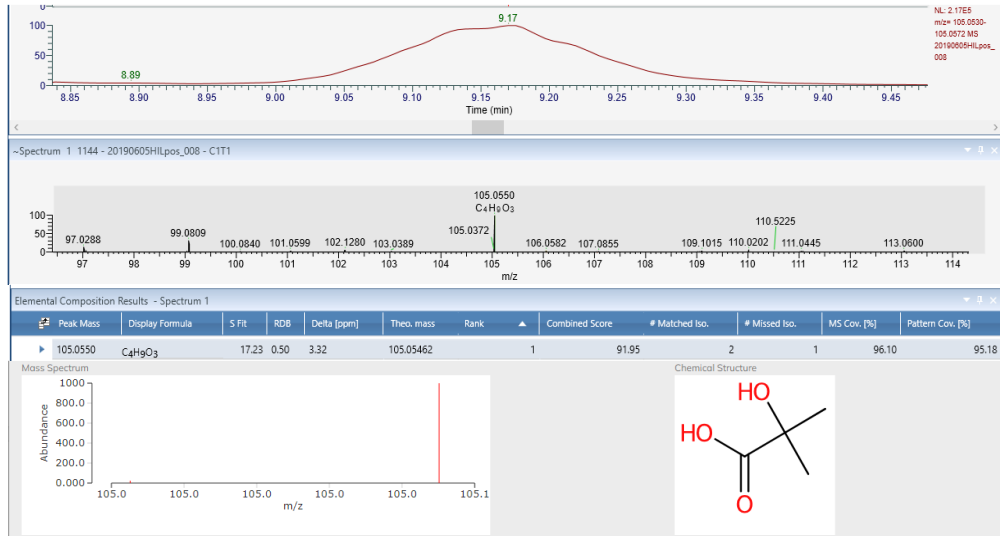 0
100
50
0
9.17
8.89
8.85 8.90 8.95 9.00 9.05 9.10 9.15 9.20 9.25 9.30 9.35 9.40 9.45
Time (min)
NL: 2.17E5
m/z= 105.0530-
105.0572 MS
20190605HILpos_
008
~Spectrum 1 1144 - 20190605HILpos_008 - C1T1
100
50
0
97.0288
99.0809
100.0840
101.0599
102.1280
103.0389
105.0372
105.0550
C₄H₉O₃
106.0582
107.0855
109.1015
110.0202
110.5225
111.0445
113.0600
97 98 99 100 101 102 103 104 105 106 107 108 109 110 111 112 113 114
m/z
Elemental Composition Results - Spectrum 1
Peak Mass Display Formula S Fit RDB Delta [ppm] Theo. mass Rank Combined Score # Matched Iso. # Missed Iso. MS Cov. [%] Pattern Cov. [%]
105.0550 C4H9O3 17.23 0.50 3.32 105.05462 1 91.95 2 1 96.10 95.18
Mass Spectrum
1000
800.0
600.0
400.0
200.0
0.000
Abundance
105.0 105.0 105.0 105.0 105.0 105.1
m/z
Chemical Structure
HO
HO
O